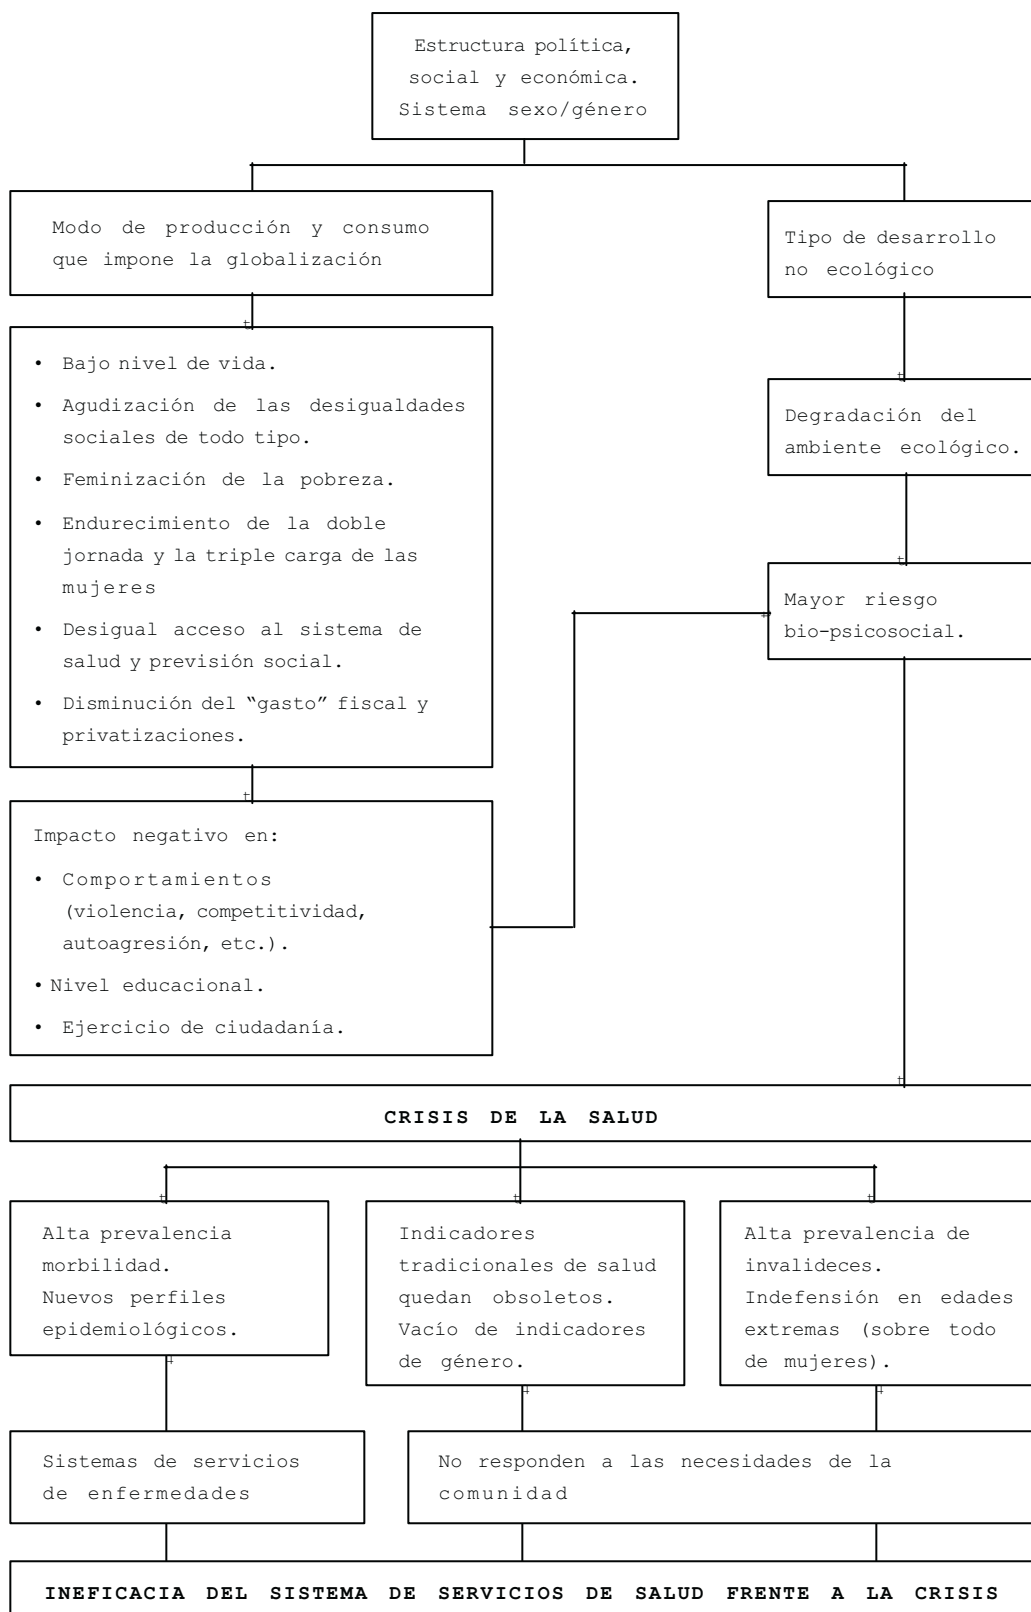 Estructura política,
social y económica.
Sistema sexo/género
Modo de producción y consumo
que impone la globalización
Tipo de desarrollo
no ecológico
• Bajo nivel de vida.
• Agudización de las desigualdades
sociales de todo tipo.
• Feminización de la pobreza.
• Endurecimiento de la doble
jornada y la triple carga de las
mujeres
• Desigual acceso al sistema de
salud y previsión social.
• Disminución del “gasto” fiscal y
privatizaciones.
Degradación del
ambiente ecológico.
Mayor riesgo
bio-psicosocial.
Impacto negativo en:
• Comportamientos
(violencia, competitividad,
autoagresión, etc.).
• Nivel educacional.
• Ejercicio de ciudadanía.
CRISIS DE LA SALUD
Alta prevalencia
morbilidad.
Nuevos perfiles
epidemiológicos.
Indicadores
tradicionales de salud
quedan obsoletos.
Vacío de indicadores
de género.
Alta prevalencia de
invalideces.
Indefensión en edades
extremas (sobre todo
de mujeres).
Sistemas de servicios
de enfermedades
No responden a las necesidades de la
comunidad
INEFICACIA DEL SISTEMA DE SERVICIOS DE SALUD FRENTE A LA CRISIS